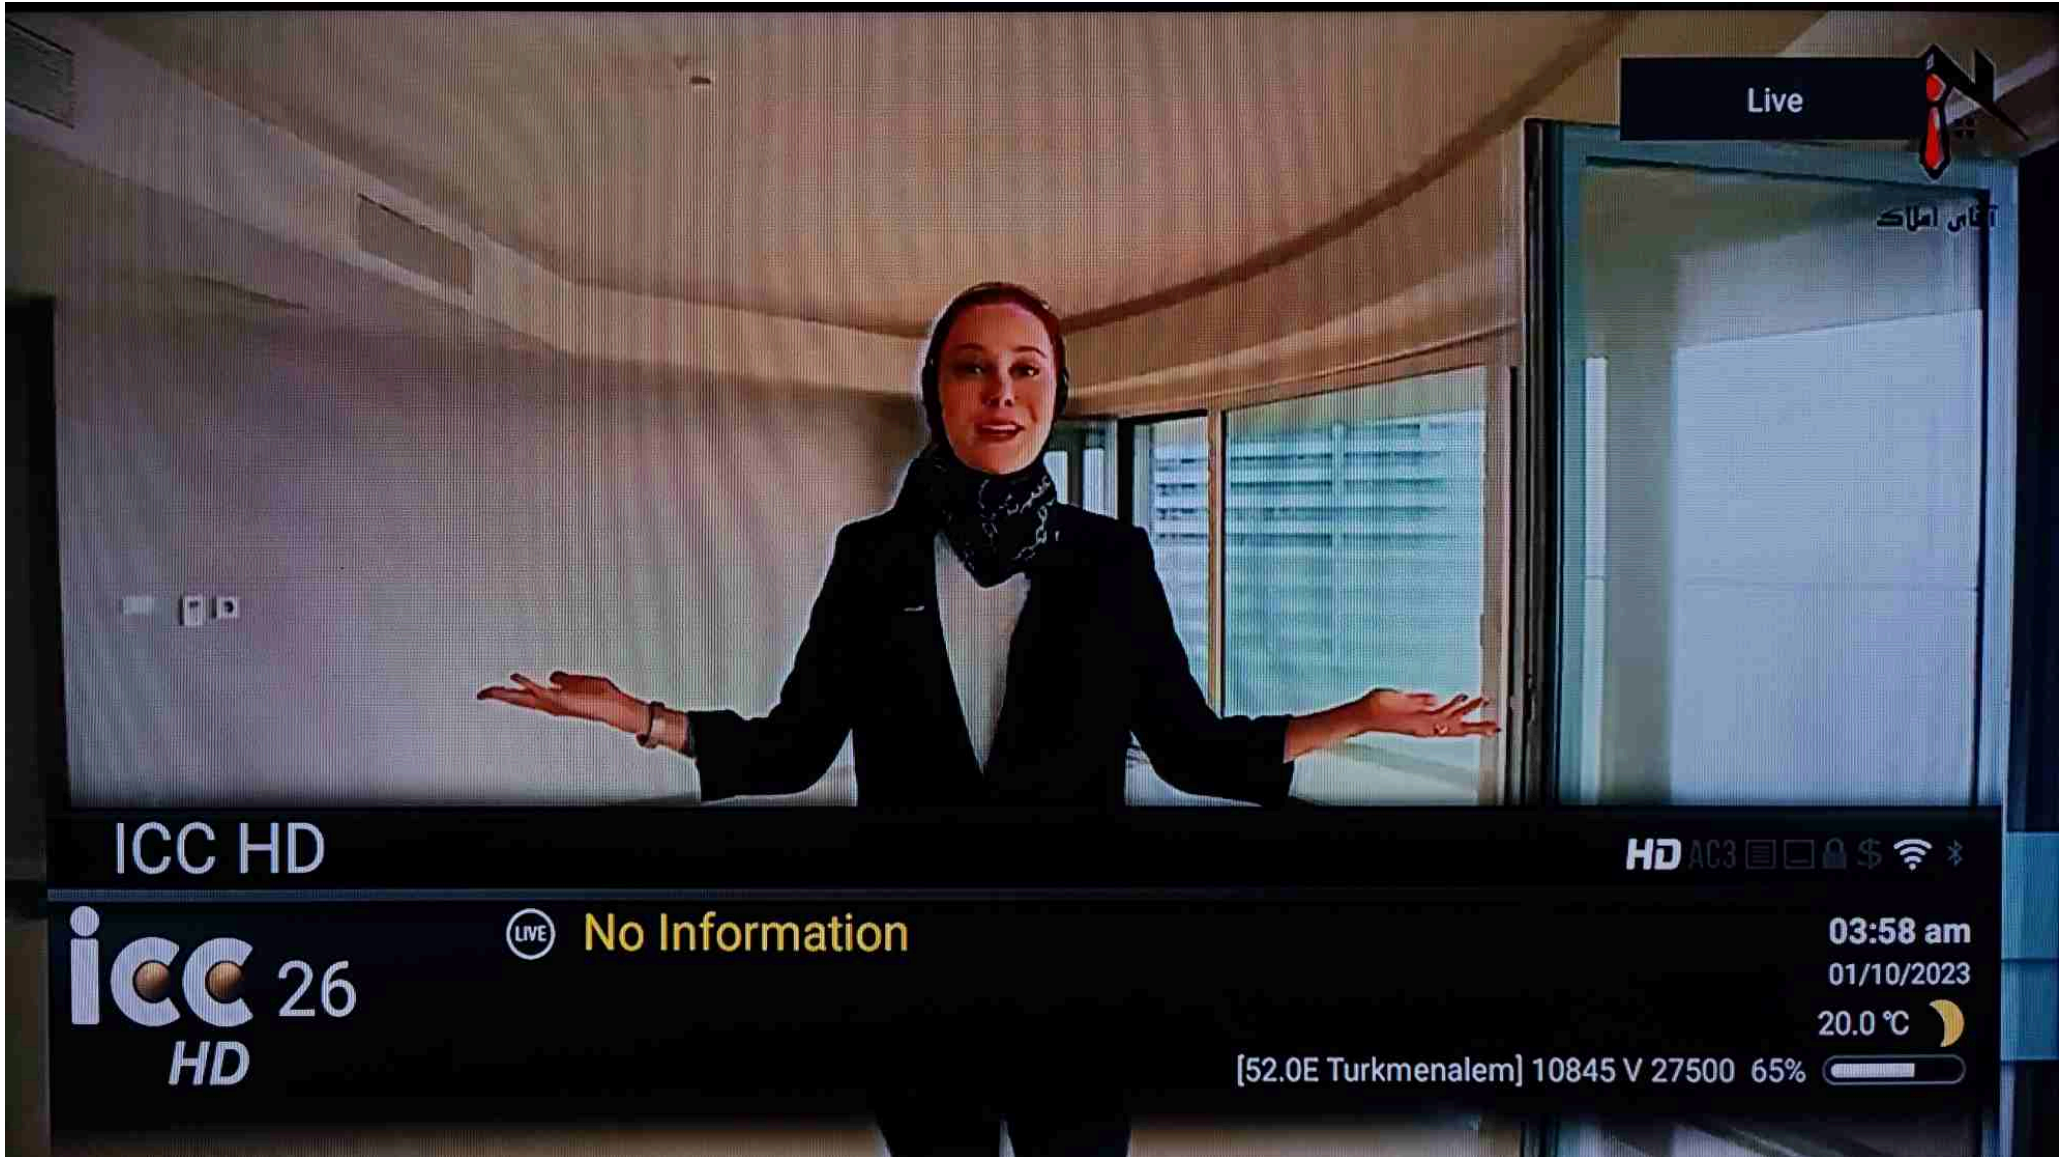 Live
آقای املاک
ICC HD
HD AC3 $
icc 26
HD
LIVE No Information
03:58 am
01/10/2023
20.0 °C
[52.0E Turkmenalem] 10845 V 27500 65%